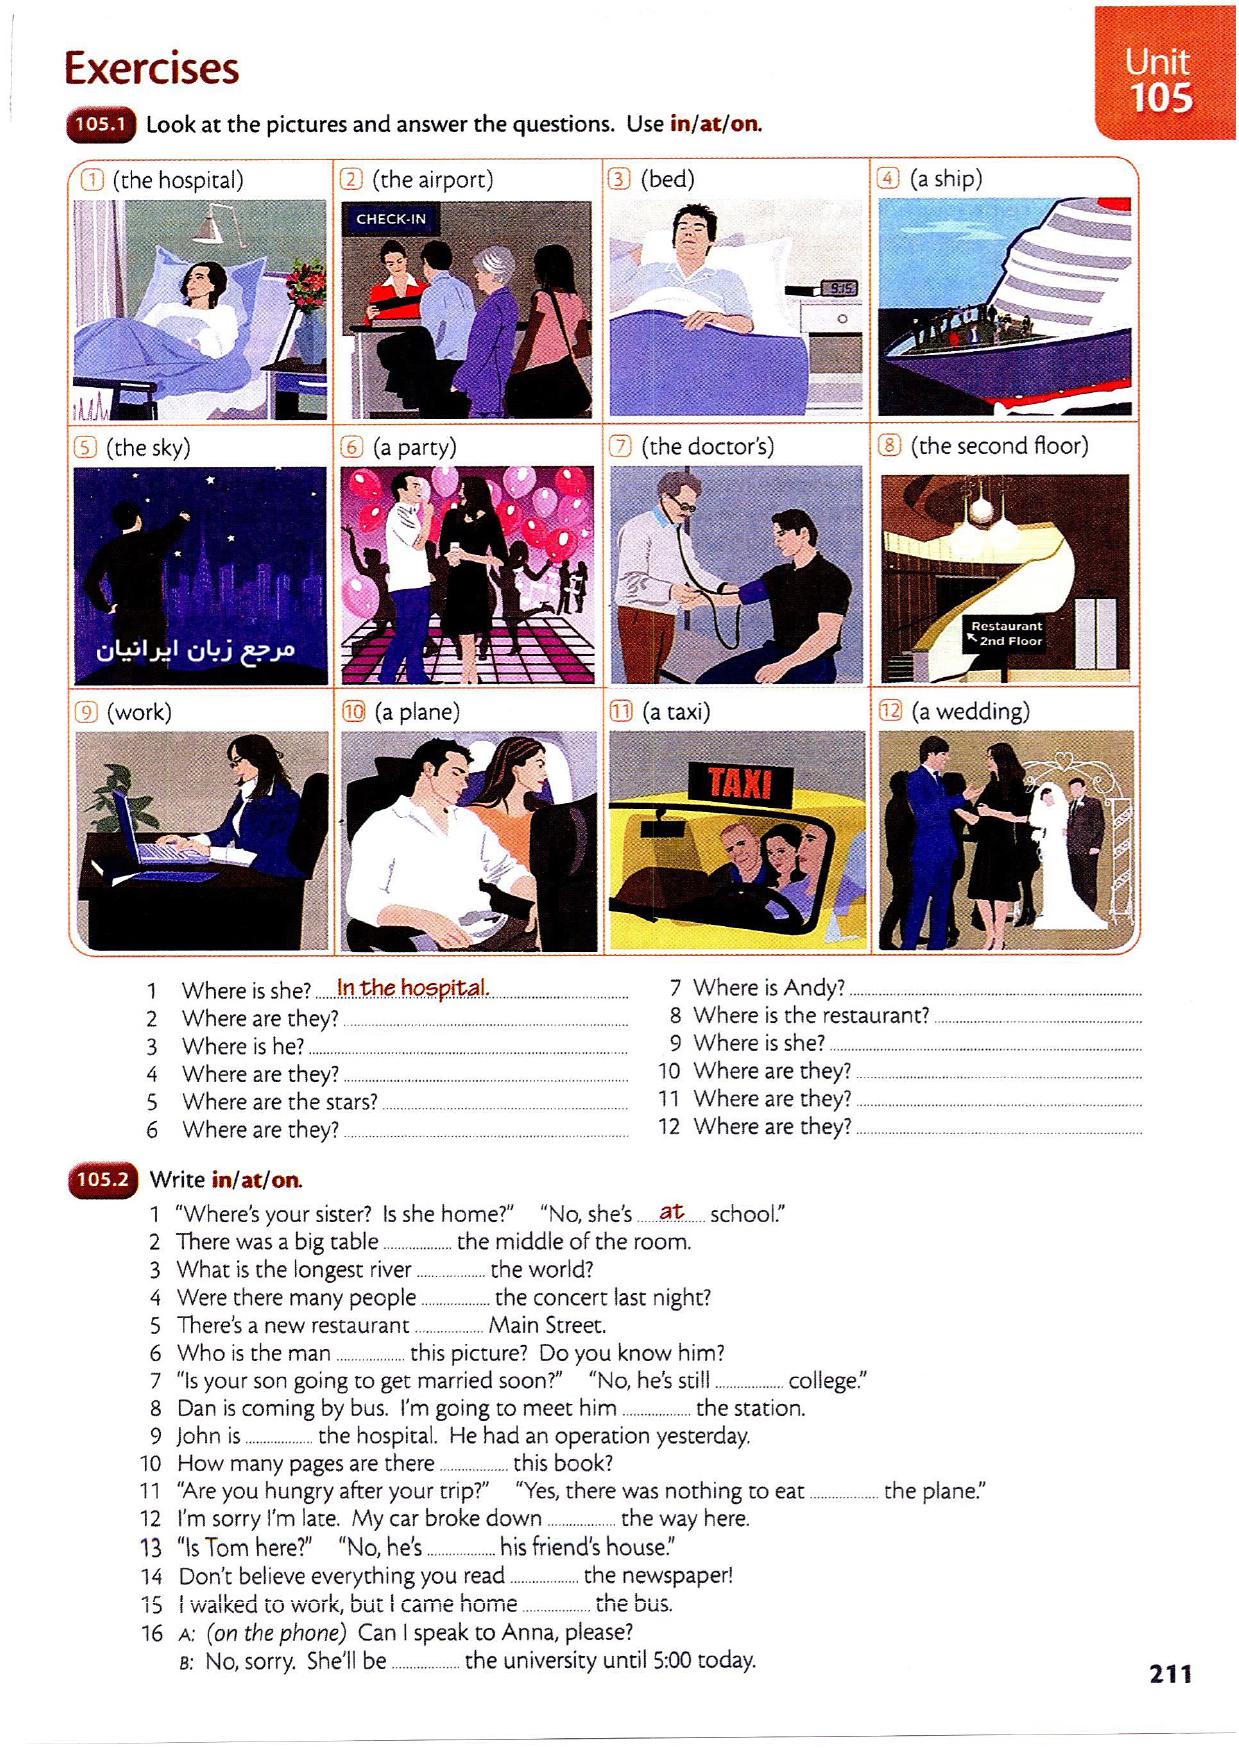 Exercises
Unit
105
105.1 Look at the pictures and answer the questions. Use in/at/on.
1 (the hospital)
2 (the airport)
3 (bed)
4 (a ship)
CHECK-IN
9:15
5 (the sky)
6 (a party)
7 (the doctor's)
8 (the second floor)
مرجع زبان ایرانیان
Restaurant
2nd Floor
9 (work)
10 (a plane)
11 (a taxi)
12 (a wedding)
TAXI
1 Where is she? In the hospital.
2 Where are they?
3 Where is he?
4 Where are they?
5 Where are the stars?
6 Where are they?
7 Where is Andy?
8 Where is the restaurant?
9 Where is she?
10 Where are they?
11 Where are they?
12 Where are they?
105.2 Write in/at/on.
1 "Where's your sister? Is she home?" "No, she's at school."
2 There was a big table ........ the middle of the room.
3 What is the longest river ........ the world?
4 Were there many people ........ the concert last night?
5 There's a new restaurant ........ Main Street.
6 Who is the man ........ this picture? Do you know him?
7 "Is your son going to get married soon?" "No, he's still ........ college."
8 Dan is coming by bus. I'm going to meet him ........ the station.
9 John is ........ the hospital. He had an operation yesterday.
10 How many pages are there ........ this book?
11 "Are you hungry after your trip?" "Yes, there was nothing to eat ........ the plane."
12 I'm sorry I'm late. My car broke down ........ the way here.
13 "Is Tom here?" "No, he's ........ his friend's house."
14 Don't believe everything you read ........ the newspaper!
15 I walked to work, but I came home ........ the bus.
16 A: (on the phone) Can I speak to Anna, please?
B: No, sorry. She'll be ........ the university until 5:00 today.
211